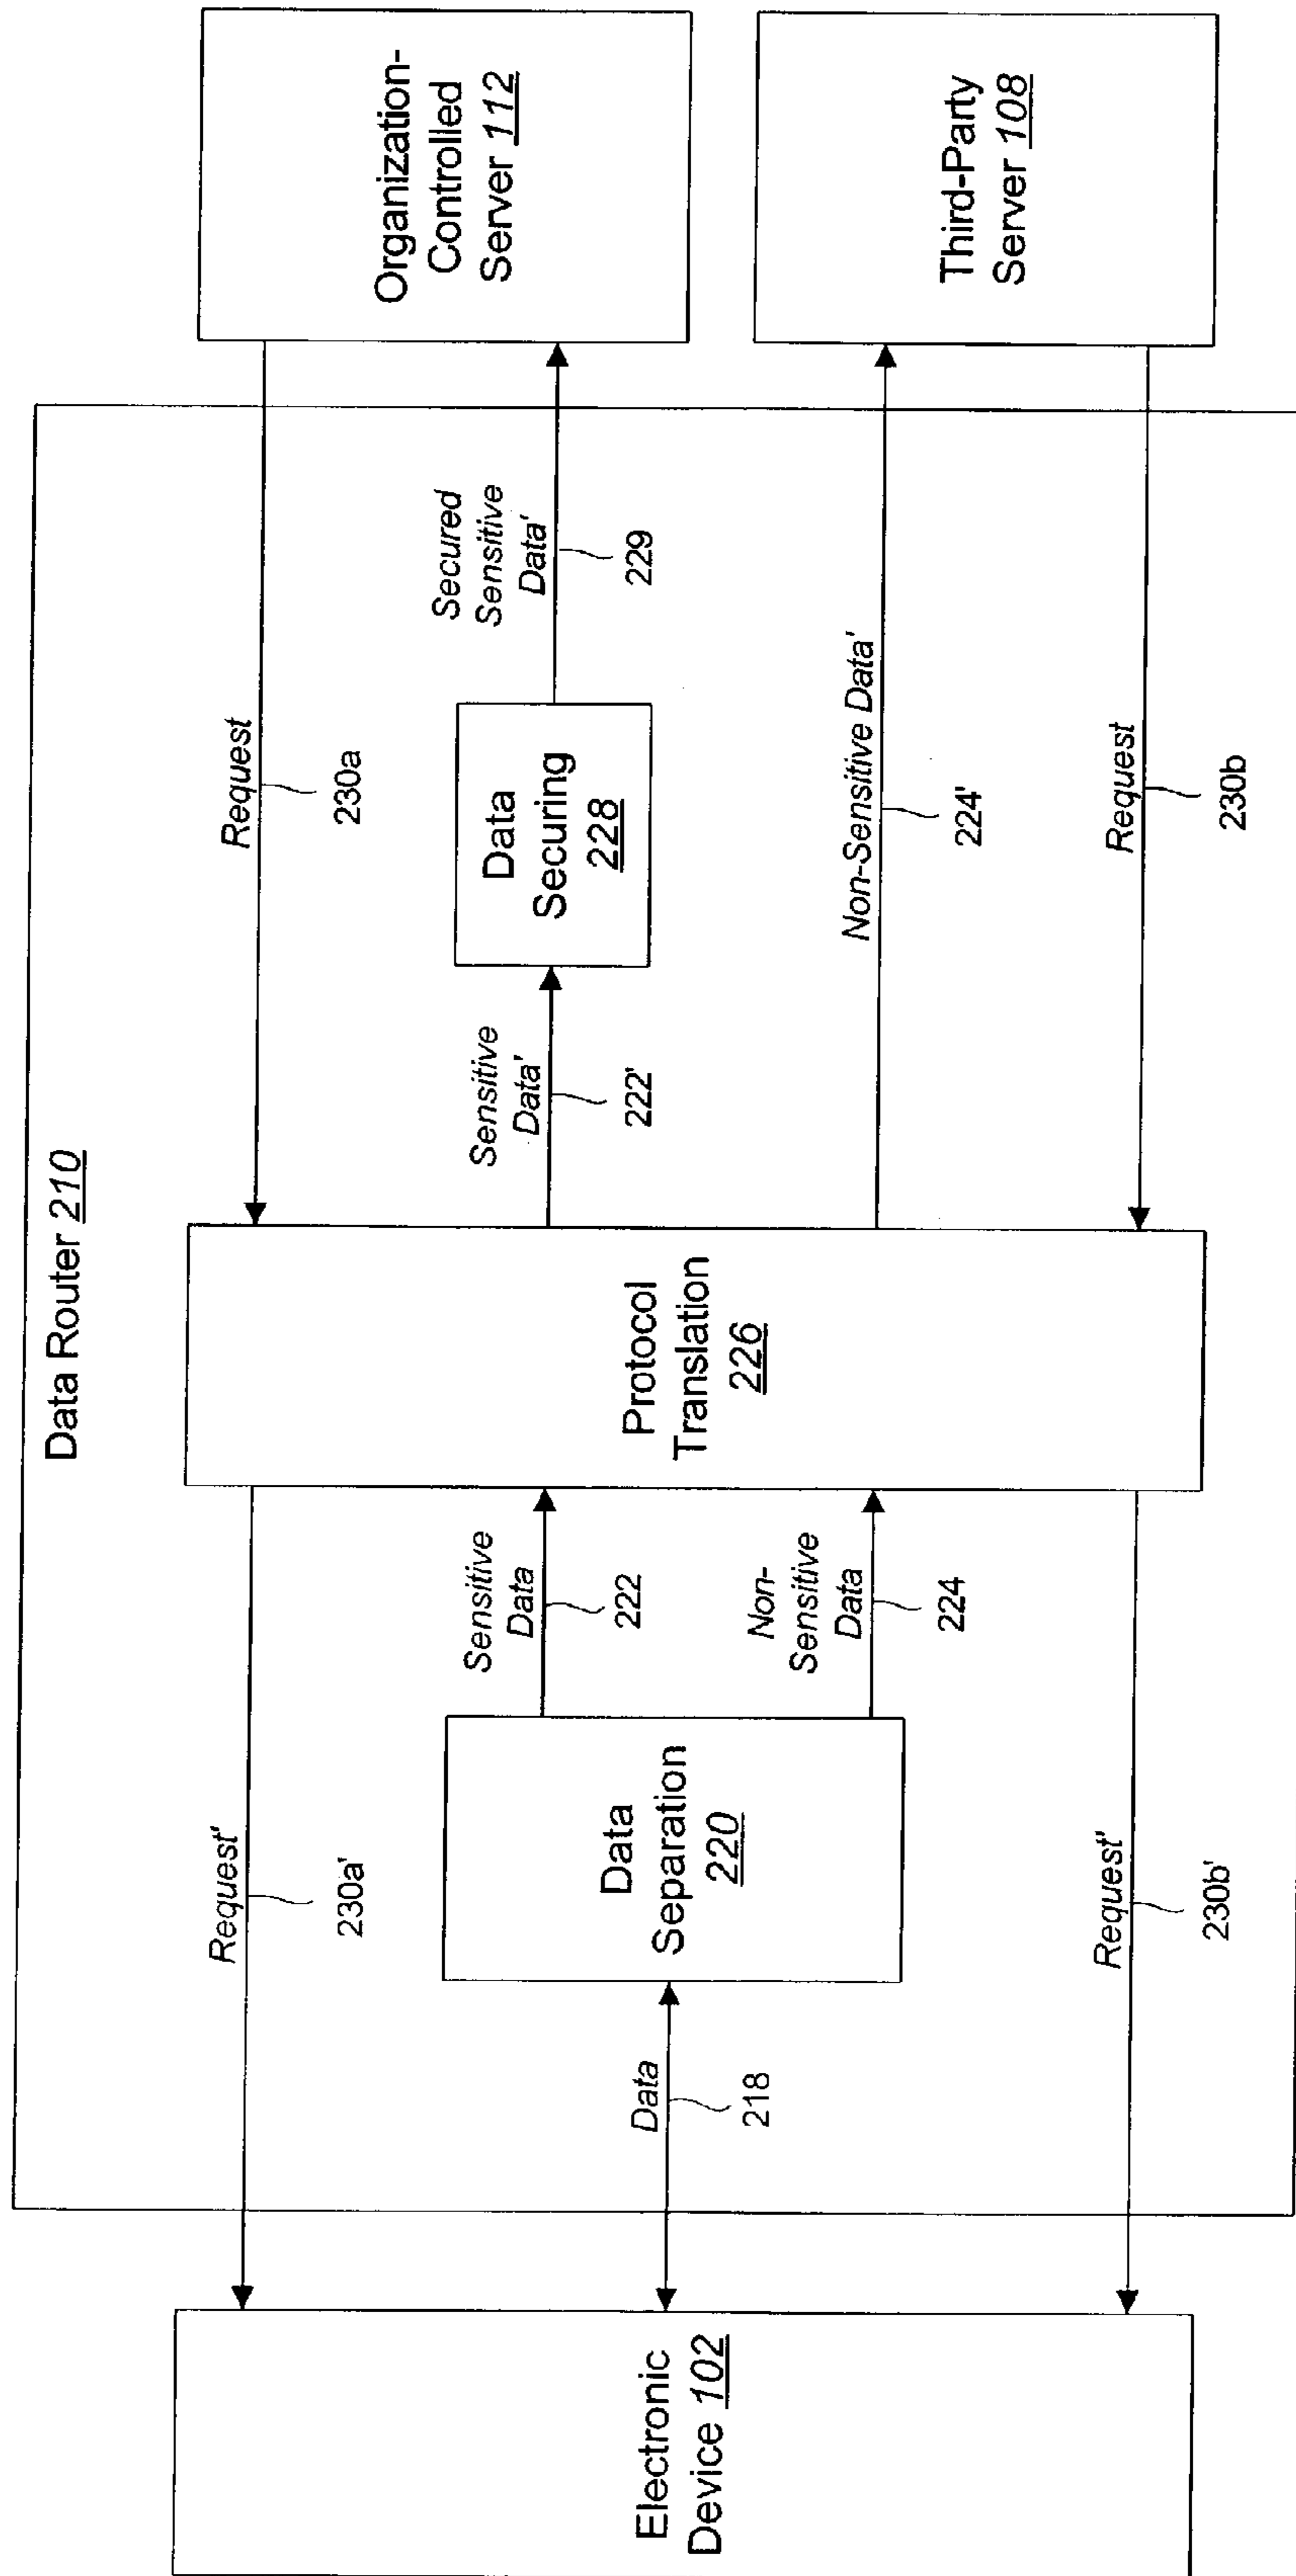 Data Router 210
Electronic
Device 102
Request'
230a'
Data
218
Request'
230b'
Data
Separation
220
Sensitive
Data
222
Non-
Sensitive
Data
224
Protocol
Translation
226
Request
230a
Sensitive
Data'
222'
Data
Securing
228
Secured
Sensitive
Data'
229
Non-Sensitive Data'
224'
Request
230b
Organization-
Controlled
Server 112
Third-Party
Server 108